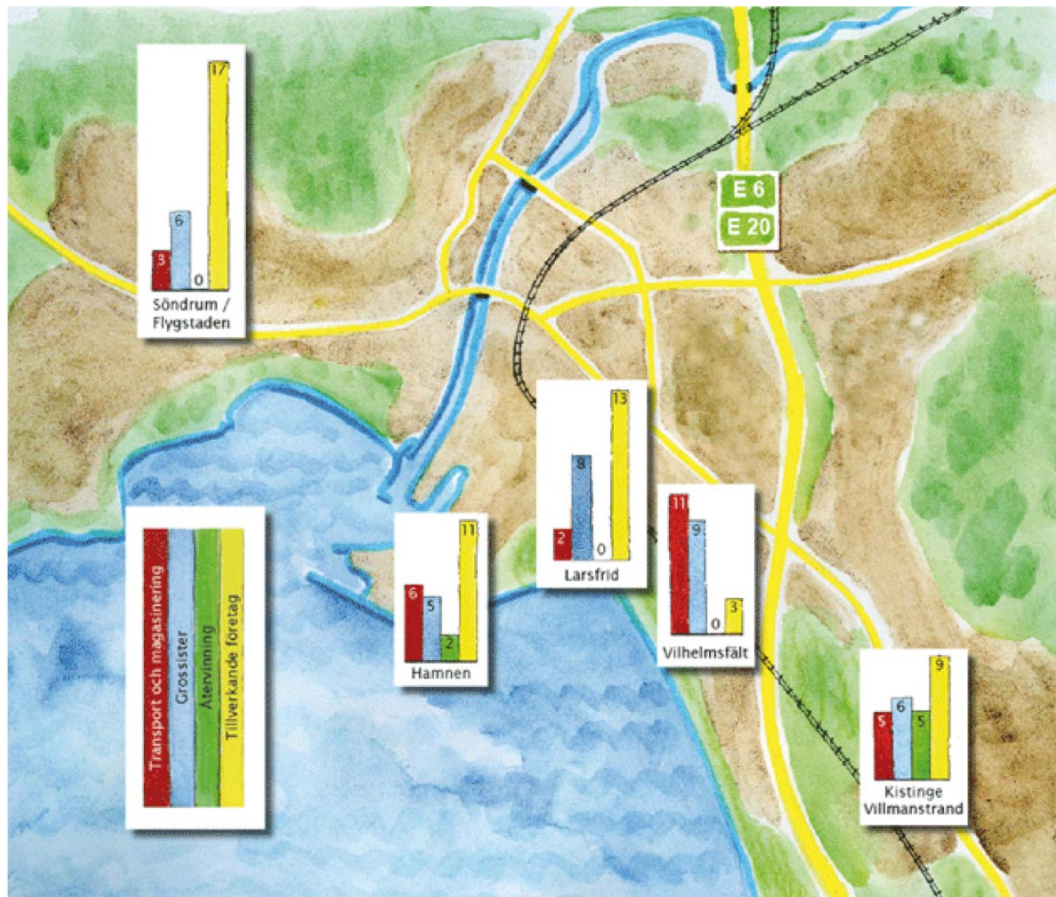 17
6
3
0
Söndrum /
Flygstaden
E 6
E 20
13
8
2
0
Larsfrid
11
9
0
3
Vilhelmsfält
11
6
5
2
Hamnen
Transport och magasinering
Grossister
Återvinning
Tillverkande företag
9
6
5
5
Kistinge
Villmanstrand